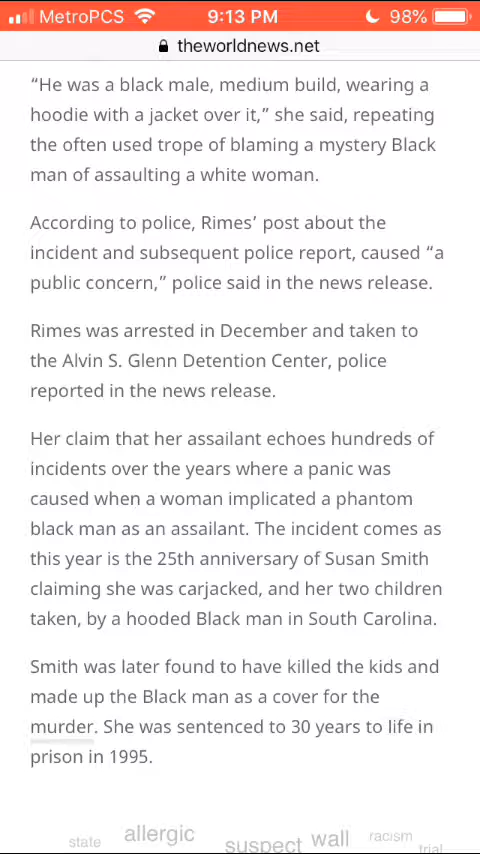 MetroPCS 9:13 PM 98%
theworldnews.net
“He was a black male, medium build, wearing a
hoodie with a jacket over it,” she said, repeating
the often used trope of blaming a mystery Black
man of assaulting a white woman.
According to police, Rimes’ post about the
incident and subsequent police report, caused “a
public concern,” police said in the news release.
Rimes was arrested in December and taken to
the Alvin S. Glenn Detention Center, police
reported in the news release.
Her claim that her assailant echoes hundreds of
incidents over the years where a panic was
caused when a woman implicated a phantom
black man as an assailant. The incident comes as
this year is the 25th anniversary of Susan Smith
claiming she was carjacked, and her two children
taken, by a hooded Black man in South Carolina.
Smith was later found to have killed the kids and
made up the Black man as a cover for the
murder. She was sentenced to 30 years to life in
prison in 1995.
state allergic suspect wall racism trial